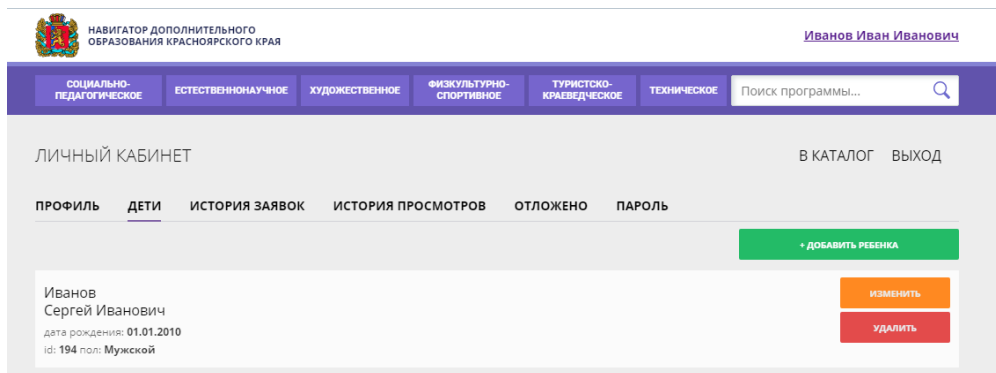 НАВИГАТОР ДОПОЛНИТЕЛЬНОГО
ОБРАЗОВАНИЯ КРАСНОЯРСКОГО КРАЯ
Иванов Иван Иванович
СОЦИАЛЬНО-
ПЕДАГОГИЧЕСКОЕ
ЕСТЕСТВЕННОНАУЧНОЕ
ХУДОЖЕСТВЕННОЕ
ФИЗКУЛЬТУРНО-
СПОРТИВНОЕ
ТУРИСТСКО-
КРАЕВЕДЧЕСКОЕ
ТЕХНИЧЕСКОЕ
Поиск программы...
ЛИЧНЫЙ КАБИНЕТ
В КАТАЛОГ ВЫХОД
ПРОФИЛЬ ДЕТИ ИСТОРИЯ ЗАЯВОК ИСТОРИЯ ПРОСМОТРОВ ОТЛОЖЕНО ПАРОЛЬ
+ ДОБАВИТЬ РЕБЕНКА
Иванов
Сергей Иванович
дата рождения: 01.01.2010
id: 194 пол: Мужской
ИЗМЕНИТЬ
УДАЛИТЬ